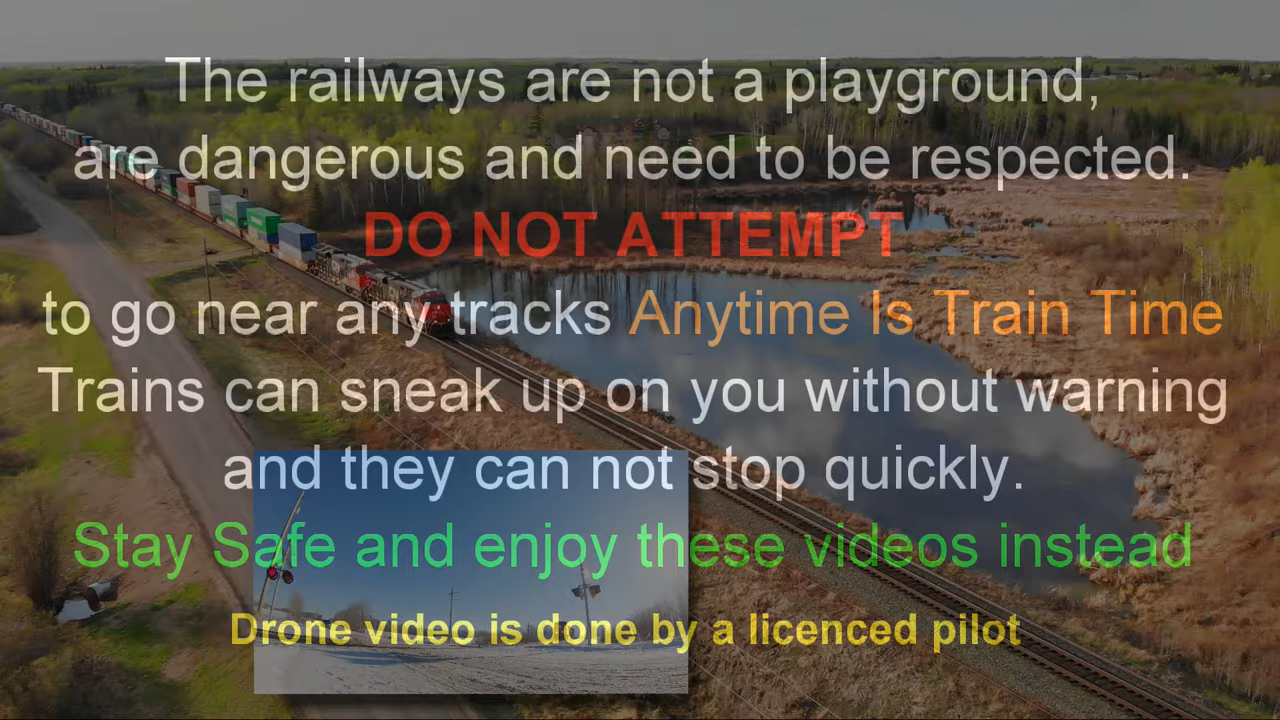 The railways are not a playground,
are dangerous and need to be respected.
DO NOT ATTEMPT
to go near any tracks Anytime Is Train Time
Trains can sneak up on you without warning
and they can not stop quickly.
Stay Safe and enjoy these videos instead
Drone video is done by a licenced pilot